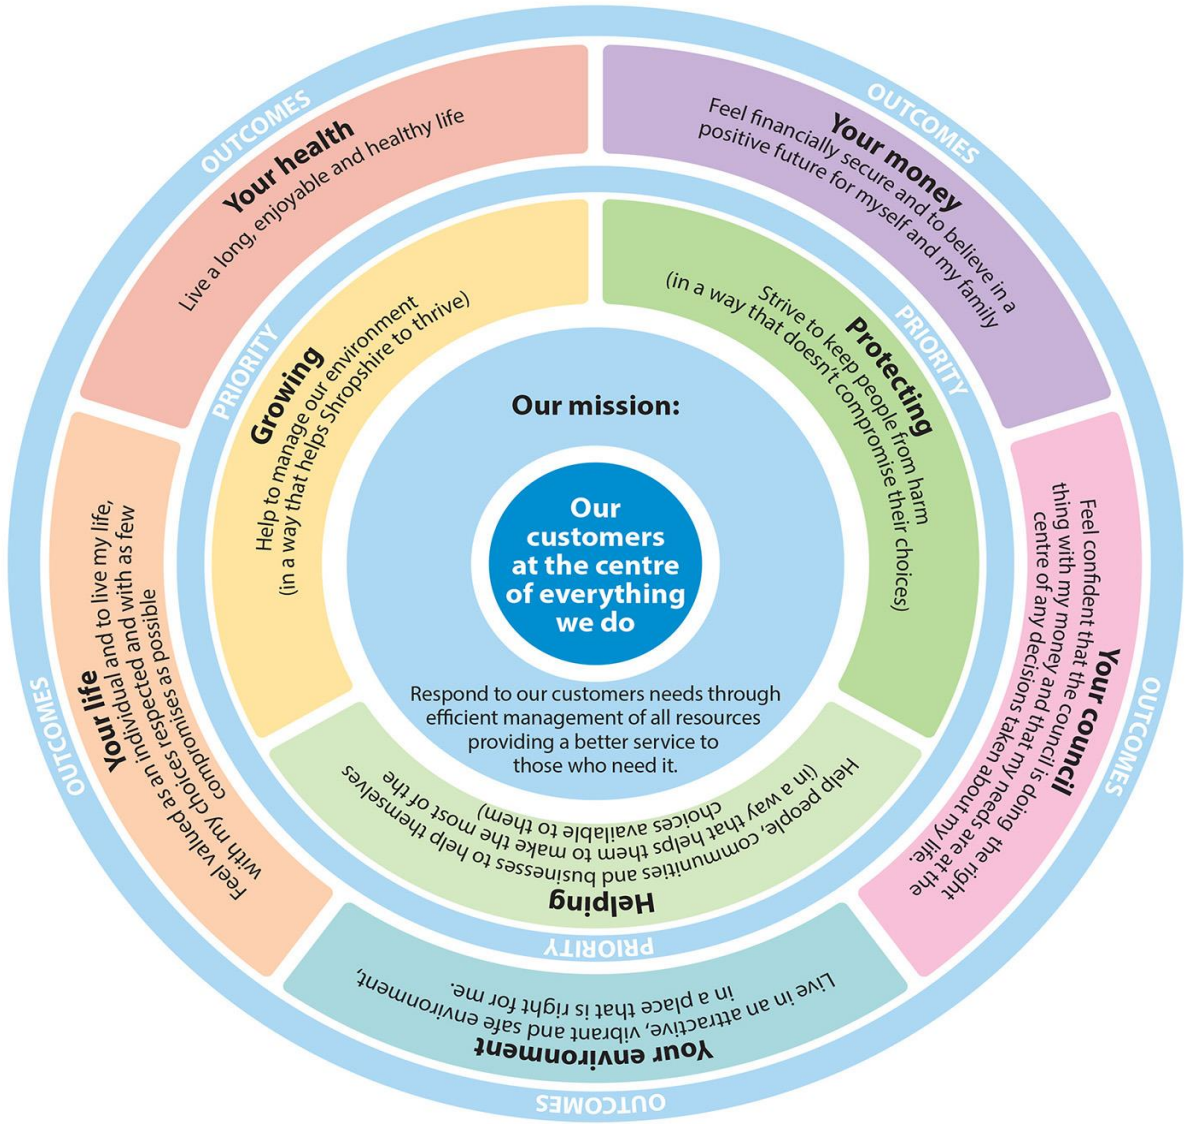 OUTCOMES
Your health
Live a long, enjoyable and healthy life
OUTCOMES
Your money
Feel financially secure and to believe in a
positive future for myself and my family
OUTCOMES
Your council
Feel confident that the council is doing the right
thing with my money and that my needs are at the
centre of any decisions taken about my life.
OUTCOMES
Your environment
Live in an attractive, vibrant and safe environment,
in a place that is right for me.
OUTCOMES
Your life
Feel valued as an individual and to live my life,
with my choices respected and with as few
compromises as possible
PRIORITY
Growing
Help to manage our environment
(in a way that helps Shropshire to thrive)
PRIORITY
Protecting
Strive to keep people from harm
(in a way that doesn't compromise their choices)
PRIORITY
Helping
Help people, communities and businesses to help themselves
(in a way that helps them to make the most of the
choices available to them)
Our mission:
Our
customers
at the centre
of everything
we do
Respond to our customers needs through
efficient management of all resources
providing a better service to
those who need it.